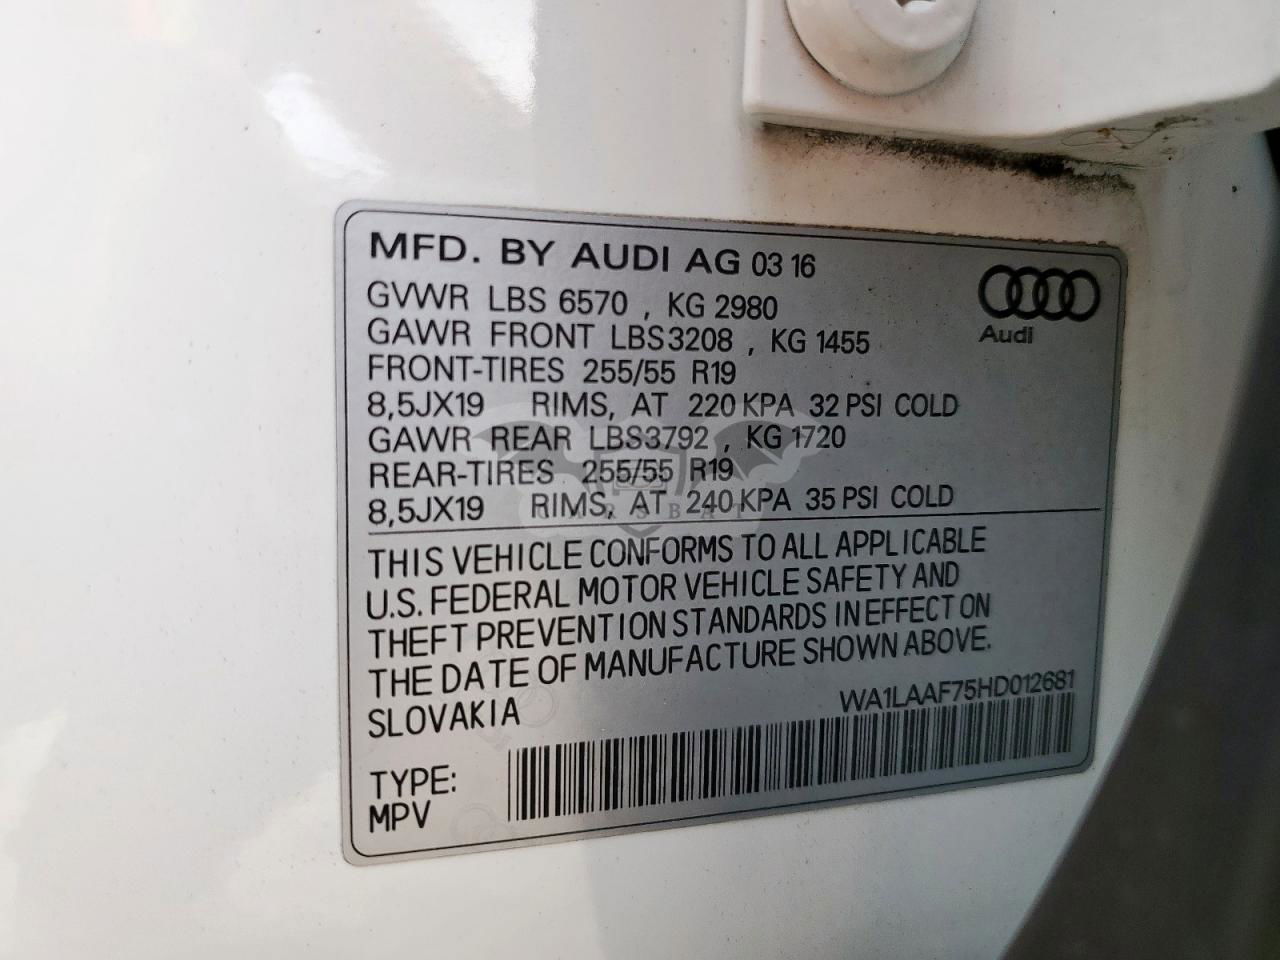 MFD. BY AUDI AG 03 16
GVWR LBS 6570 , KG 2980
GAWR FRONT LBS3208 , KG 1455
FRONT-TIRES 255/55 R19
8,5JX19 RIMS, AT 220 KPA 32 PSI COLD
GAWR REAR LBS3792 , KG 1720
REAR-TIRES 255/55 R19
8,5JX19 RIMS, AT 240 KPA 35 PSI COLD
Audi
THIS VEHICLE CONFORMS TO ALL APPLICABLE
U.S. FEDERAL MOTOR VEHICLE SAFETY AND
THEFT PREVENTION STANDARDS IN EFFECT ON
THE DATE OF MANUFACTURE SHOWN ABOVE.
SLOVAKIA
WA1LAAF75HD012681
TYPE:
MPV